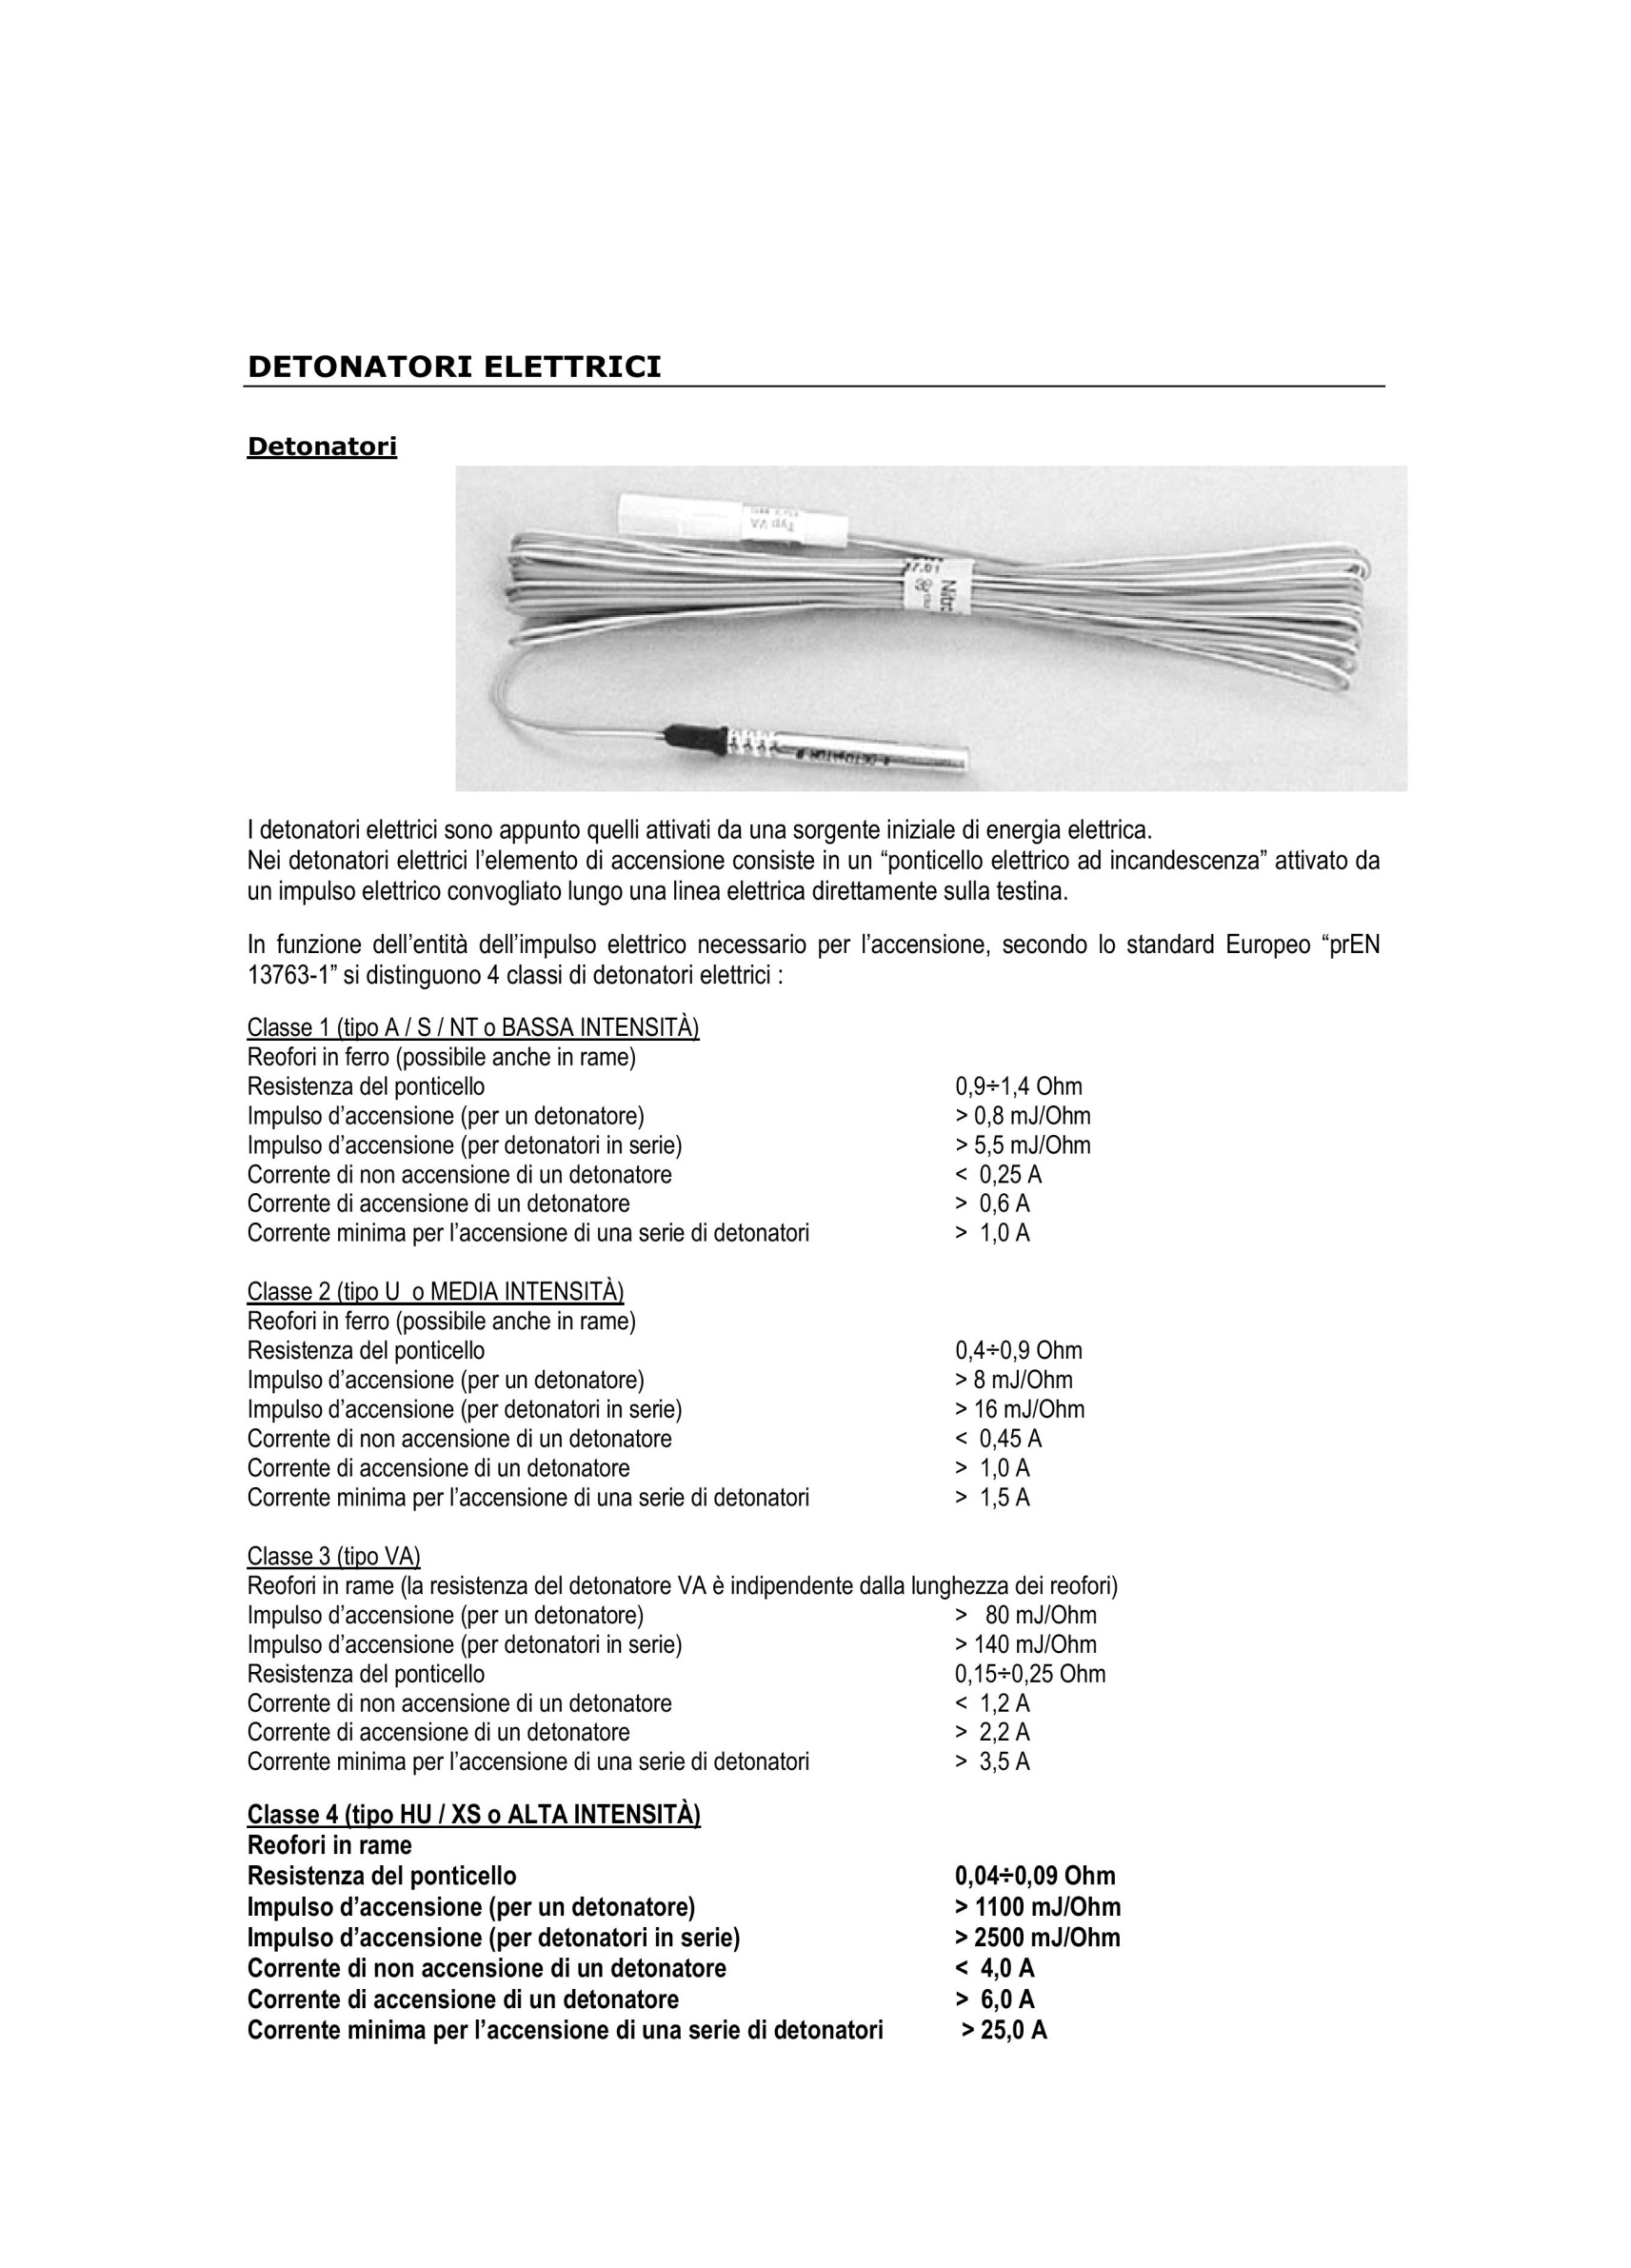 DETONATORI ELETTRICI
Detonatori
Typ VA
Nitro
# DETONATOR #
I detonatori elettrici sono appunto quelli attivati da una sorgente iniziale di energia elettrica.
Nei detonatori elettrici l’elemento di accensione consiste in un “ponticello elettrico ad incandescenza” attivato da
un impulso elettrico convogliato lungo una linea elettrica direttamente sulla testina.
In funzione dell’entità dell’impulso elettrico necessario per l’accensione, secondo lo standard Europeo “prEN
13763-1” si distinguono 4 classi di detonatori elettrici :
Classe 1 (tipo A / S / NT o BASSA INTENSITÀ)
Reofori in ferro (possibile anche in rame)
Resistenza del ponticello 0,9÷1,4 Ohm
Impulso d’accensione (per un detonatore) > 0,8 mJ/Ohm
Impulso d’accensione (per detonatori in serie) > 5,5 mJ/Ohm
Corrente di non accensione di un detonatore < 0,25 A
Corrente di accensione di un detonatore > 0,6 A
Corrente minima per l’accensione di una serie di detonatori > 1,0 A
Classe 2 (tipo U o MEDIA INTENSITÀ)
Reofori in ferro (possibile anche in rame)
Resistenza del ponticello 0,4÷0,9 Ohm
Impulso d’accensione (per un detonatore) > 8 mJ/Ohm
Impulso d’accensione (per detonatori in serie) > 16 mJ/Ohm
Corrente di non accensione di un detonatore < 0,45 A
Corrente di accensione di un detonatore > 1,0 A
Corrente minima per l’accensione di una serie di detonatori > 1,5 A
Classe 3 (tipo VA)
Reofori in rame (la resistenza del detonatore VA è indipendente dalla lunghezza dei reofori)
Impulso d’accensione (per un detonatore) > 80 mJ/Ohm
Impulso d’accensione (per detonatori in serie) > 140 mJ/Ohm
Resistenza del ponticello 0,15÷0,25 Ohm
Corrente di non accensione di un detonatore < 1,2 A
Corrente di accensione di un detonatore > 2,2 A
Corrente minima per l’accensione di una serie di detonatori > 3,5 A
Classe 4 (tipo HU / XS o ALTA INTENSITÀ)
Reofori in rame
Resistenza del ponticello 0,04÷0,09 Ohm
Impulso d’accensione (per un detonatore) > 1100 mJ/Ohm
Impulso d’accensione (per detonatori in serie) > 2500 mJ/Ohm
Corrente di non accensione di un detonatore < 4,0 A
Corrente di accensione di un detonatore > 6,0 A
Corrente minima per l’accensione di una serie di detonatori > 25,0 A